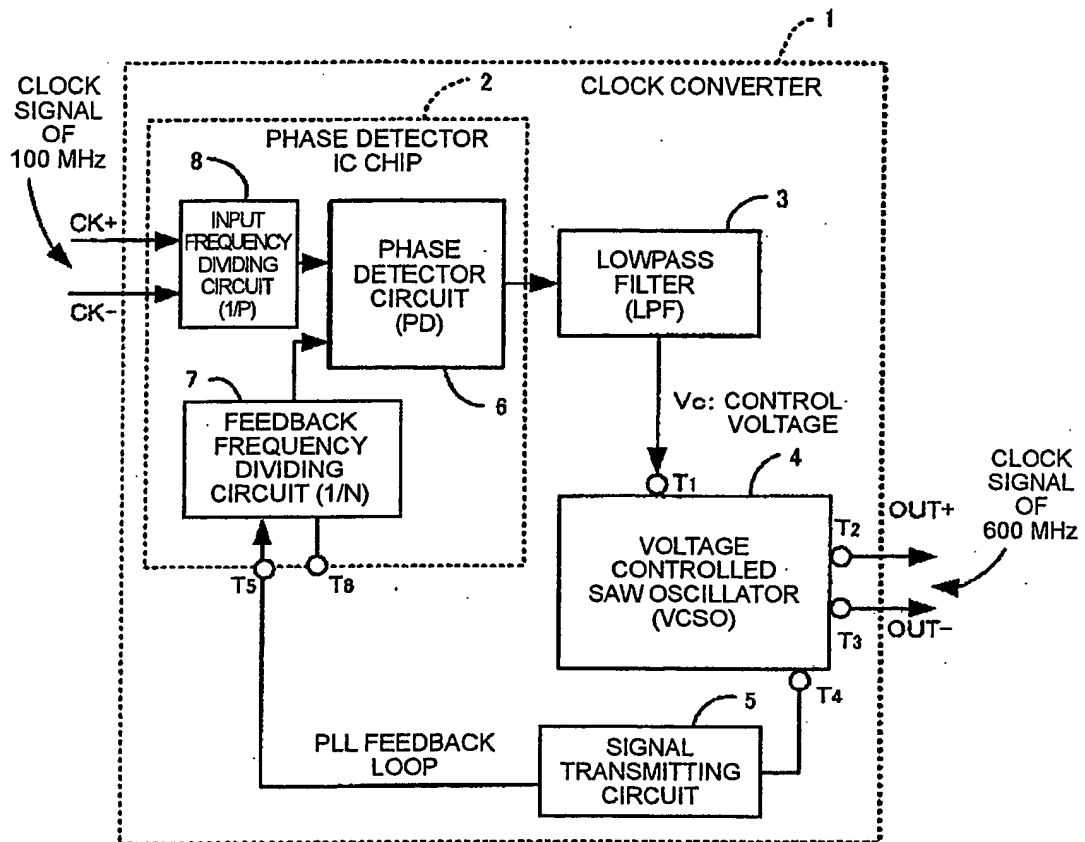 1
CLOCK CONVERTER
CLOCK
SIGNAL
OF
100 MHz
2
PHASE DETECTOR
IC CHIP
8
CK+
CK−
INPUT
FREQUENCY
DIVIDING
CIRCUIT
(1/P)
PHASE
DETECTOR
CIRCUIT
(PD)
6
3
LOWPASS
FILTER
(LPF)
7
FEEDBACK
FREQUENCY
DIVIDING
CIRCUIT (1/N)
Vc: CONTROL
VOLTAGE
T1
4
VOLTAGE
CONTROLLED
SAW OSCILLATOR
(VCSO)
T2
OUT+
T3
OUT−
CLOCK
SIGNAL
OF
600 MHz
T5
T8
T4
5
SIGNAL
TRANSMITTING
CIRCUIT
PLL FEEDBACK
LOOP